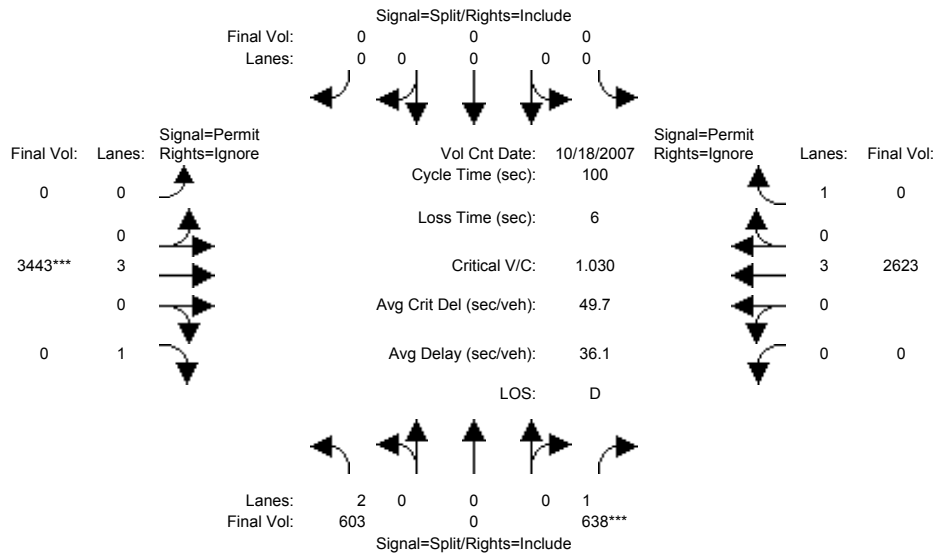 Signal=Split/Rights=Include
Final Vol: 0 0 0
Lanes: 0 0 0 0 0
Signal=Permit Signal=Permit
Final Vol: Lanes: Rights=Ignore Vol Cnt Date: 10/18/2007 Rights=Ignore Lanes: Final Vol:
Cycle Time (sec): 100
0 0 1 0
Loss Time (sec): 6
0 0
3443*** 3 Critical V/C: 1.030 3 2623
0 Avg Crit Del (sec/veh): 49.7 0
0 1 Avg Delay (sec/veh): 36.1 0 0
LOS: D
Lanes: 2 0 0 0 1
Final Vol: 603 0 638***
Signal=Split/Rights=Include